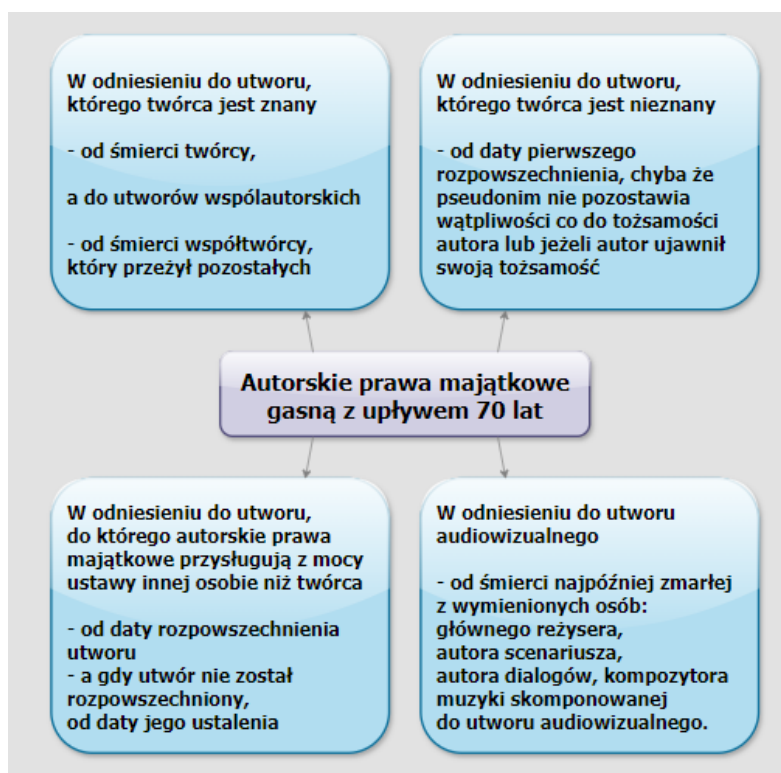 W odniesieniu do utworu,
którego twórca jest znany
- od śmierci twórcy,
a do utworów wspólautorskich
- od śmierci współtwórcy,
który przeżył pozostałych
W odniesieniu do utworu,
którego twórca jest nieznany
- od daty pierwszego
rozpowszechnienia, chyba że
pseudonim nie pozostawia
wątpliwości co do tożsamości
autora lub jeżeli autor ujawnił
swoją tożsamość
Autorskie prawa majątkowe
gasną z upływem 70 lat
W odniesieniu do utworu,
do którego autorskie prawa
majątkowe przysługują z mocy
ustawy innej osobie niż twórca
- od daty rozpowszechnienia
utworu
- a gdy utwór nie został
rozpowszechniony,
od daty jego ustalenia
W odniesieniu do utworu
audiowizualnego
- od śmierci najpóźniej zmarłej
z wymienionych osób:
głównego reżysera,
autora scenariusza,
autora dialogów, kompozytora
muzyki skomponowanej
do utworu audiowizualnego.